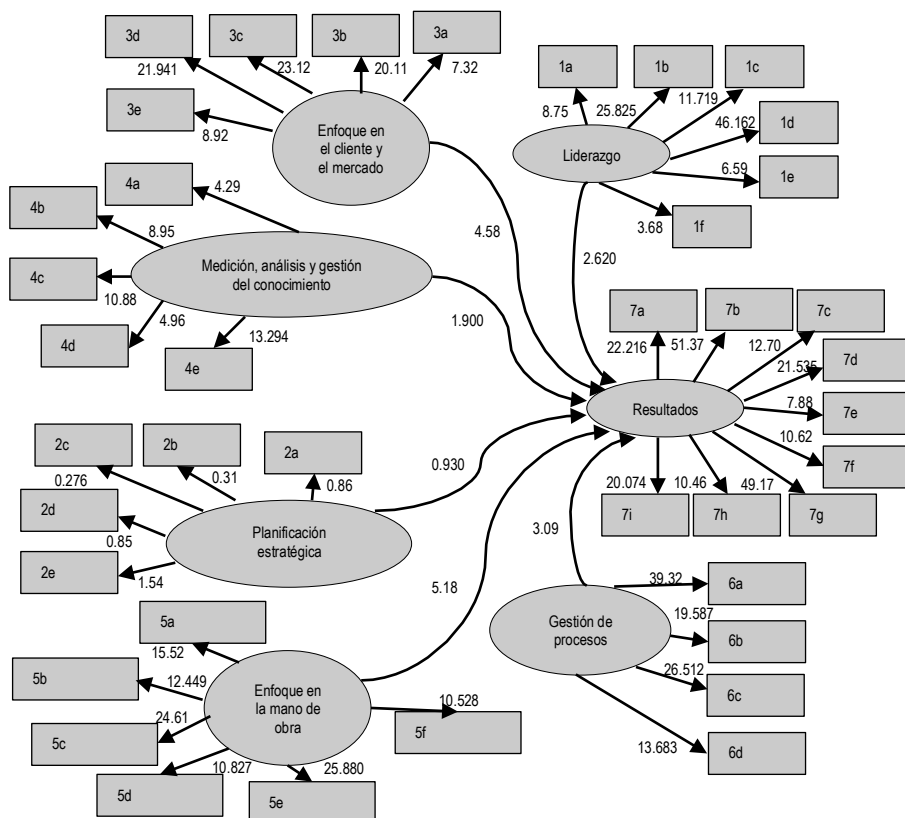 3d
3c
3b
3a
21.941
23.12
20.11
7.32
3e
8.92
Enfoque en
el cliente y
el mercado
1a
1b
1c
8.75
25.825
11.719
46.162
1d
Liderazgo
6.59
1e
3.68
1f
4a
4.29
4b
8.95
4c
10.88
Medición, análisis y gestión
del conocimiento
4d
4.96
4e
13.294
4.58
2.620
1.900
7a
7b
7c
22.216
51.37
12.70
7d
21.535
Resultados
7.88
7e
10.62
7f
20.074
10.46
49.17
7i
7h
7g
2c
2b
2a
0.276
0.31
0.86
2d
0.85
2e
1.54
Planificación
estratégica
0.930
5.18
3.09
39.32
6a
19.587
6b
Gestión de
procesos
26.512
6c
13.683
6d
5a
15.52
5b
12.449
Enfoque en
la mano de
obra
10.528
5f
5c
24.61
5d
10.827
25.880
5e